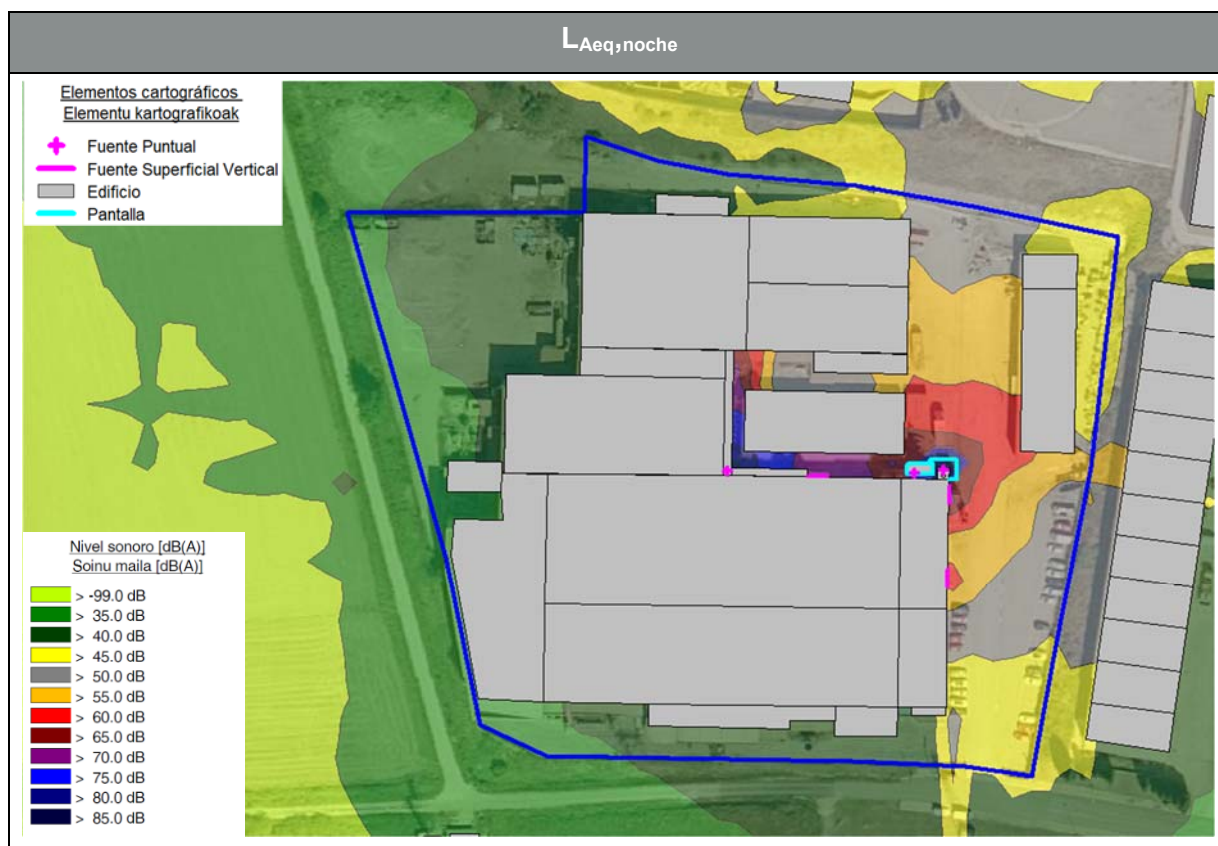 LAeq,noche
Elementos cartográficos
Elementu kartografikoak
Fuente Puntual
Fuente Superficial Vertical
Edificio
Pantalla
Nivel sonoro [dB(A)]
Soinu maila [dB(A)]
> -99.0 dB
> 35.0 dB
> 40.0 dB
> 45.0 dB
> 50.0 dB
> 55.0 dB
> 60.0 dB
> 65.0 dB
> 70.0 dB
> 75.0 dB
> 80.0 dB
> 85.0 dB